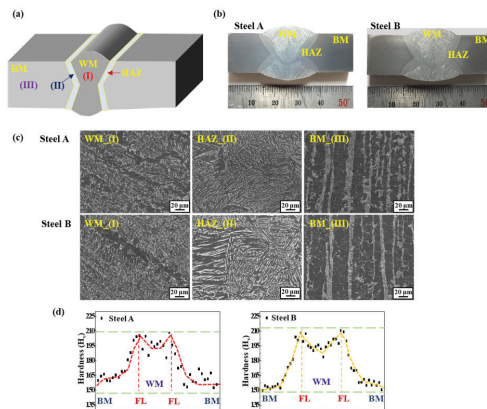 (a)
WM
(I)
BM
(III)
(II)
HAZ
(b)
Steel A
Steel B
WM
BM
HAZ
WM
BM
HAZ
10 20 30 40 50
10 20 30 40 50
(c)
Steel A
WM_(I)
20 μm
HAZ_(II)
20 μm
BM_(III)
20 μm
Steel B
WM_(I)
20 μm
HAZ_(II)
20 μm
BM_(III)
20 μm
(d)
Hardness (Hv)
225
210
195
180
165
150
135
Steel A
WM
BM FL FL BM
Hardness (Hv)
225
210
195
180
165
150
135
Steel B
WM
BM FL FL BM